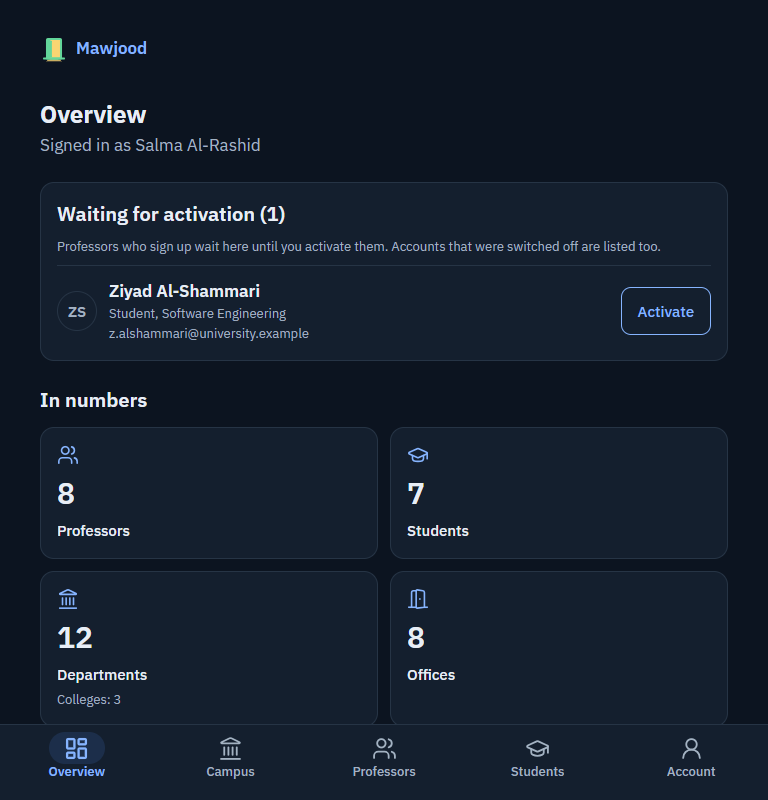 Mawjood
Overview
Signed in as Salma Al-Rashid
Waiting for activation (1)
Professors who sign up wait here until you activate them. Accounts that were switched off are listed too.
ZS
Ziyad Al-Shammari
Student, Software Engineering
z.alshammari@university.example
Activate
In numbers
8
Professors
7
Students
12
Departments
Colleges: 3
8
Offices
Overview
Campus
Professors
Students
Account